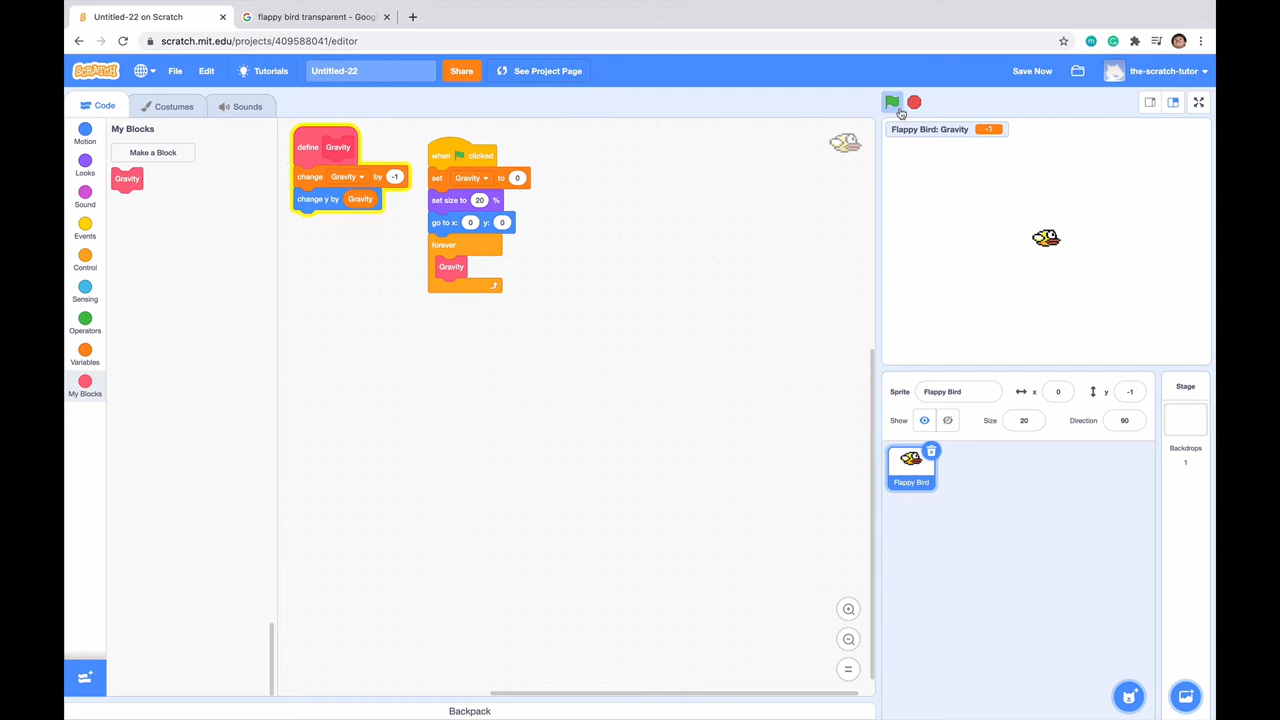 Untitled-22 on Scratch
flappy bird transparent - Goog
scratch.mit.edu/projects/409588041/editor
SCRATCH
File
Edit
Tutorials
Untitled-22
Share
See Project Page
Save Now
the-scratch-tutor
Code
Costumes
Sounds
Motion
Looks
Sound
Events
Control
Sensing
Operators
Variables
My Blocks
My Blocks
Make a Block
Gravity
define Gravity
change Gravity by -1
change y by Gravity
when clicked
set Gravity to 0
set size to 20 %
go to x: 0 y: 0
forever
Gravity
Flappy Bird: Gravity -1
Sprite Flappy Bird x 0 y -1
Show Size 20 Direction 90
Flappy Bird
Stage
Backdrops
1
Backpack